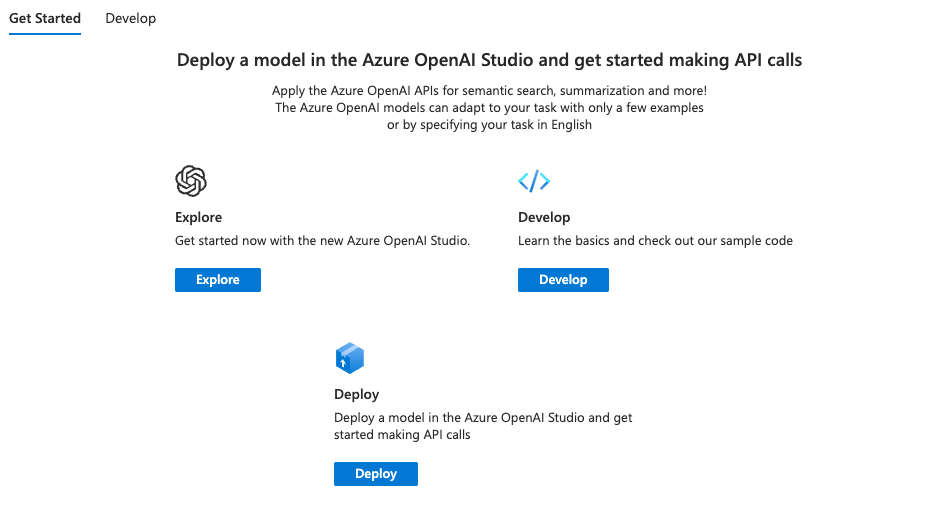 Get Started Develop
Deploy a model in the Azure OpenAI Studio and get started making API calls
Apply the Azure OpenAI APIs for semantic search, summarization and more!
The Azure OpenAI models can adapt to your task with only a few examples
or by specifying your task in English
Explore
Get started now with the new Azure OpenAI Studio.
Explore
Develop
Learn the basics and check out our sample code
Develop
Deploy
Deploy a model in the Azure OpenAI Studio and get
started making API calls
Deploy